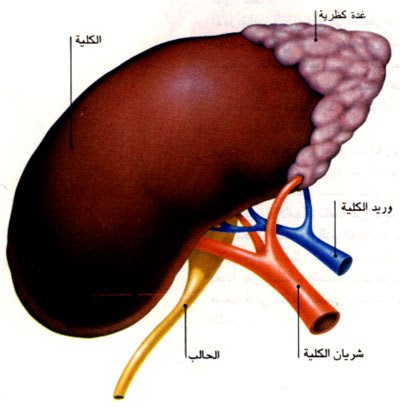 غدة كظرية
الكلية
وريد الكلية
شريان الكلية
الحالب